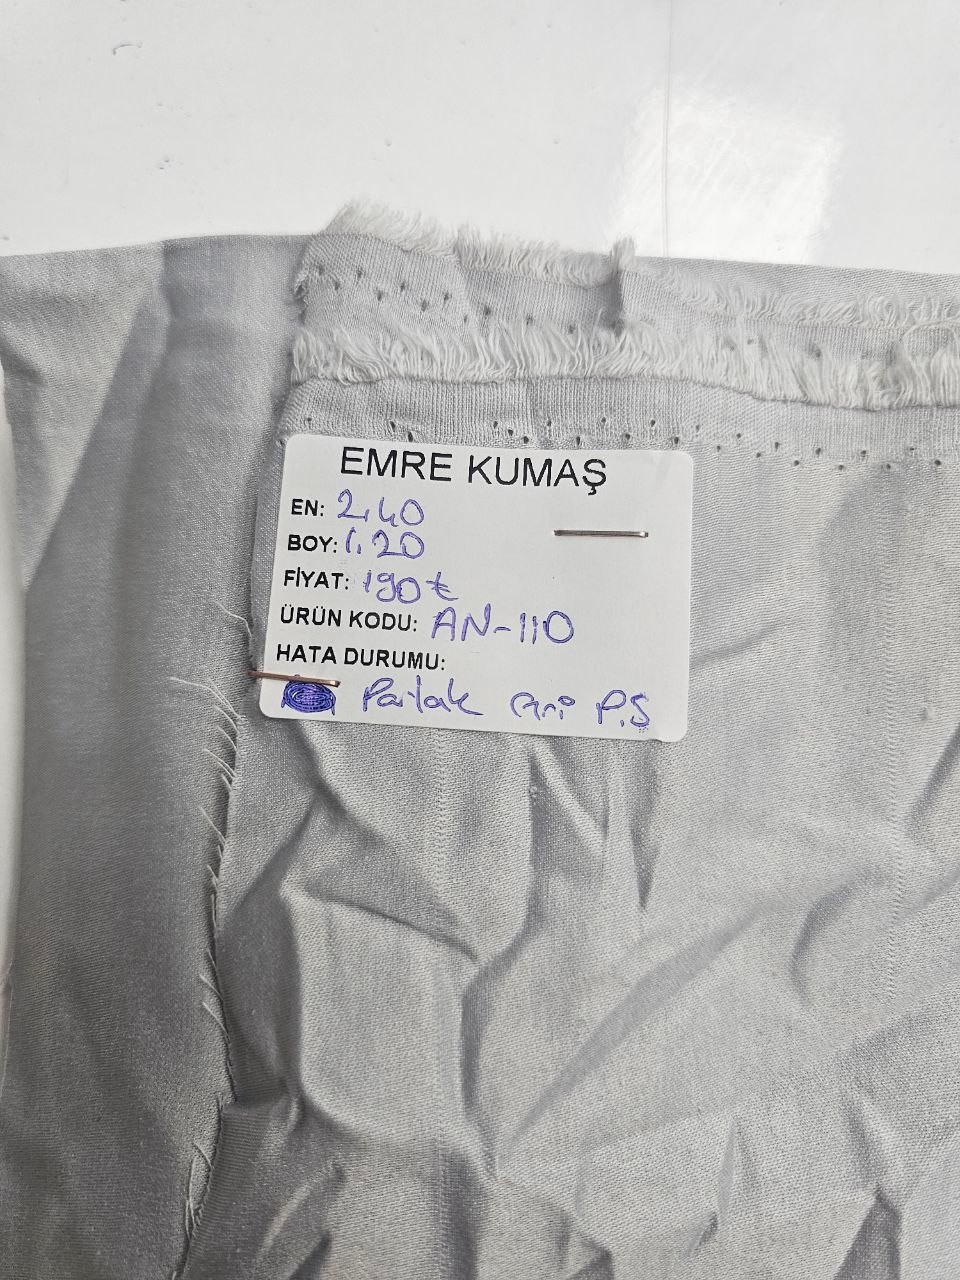 EMRE KUMAŞ
EN: 2,40
BOY: 1,20
FİYAT: 190 ₺
ÜRÜN KODU: AN-110
HATA DURUMU:
Parlak Gri P.Ş